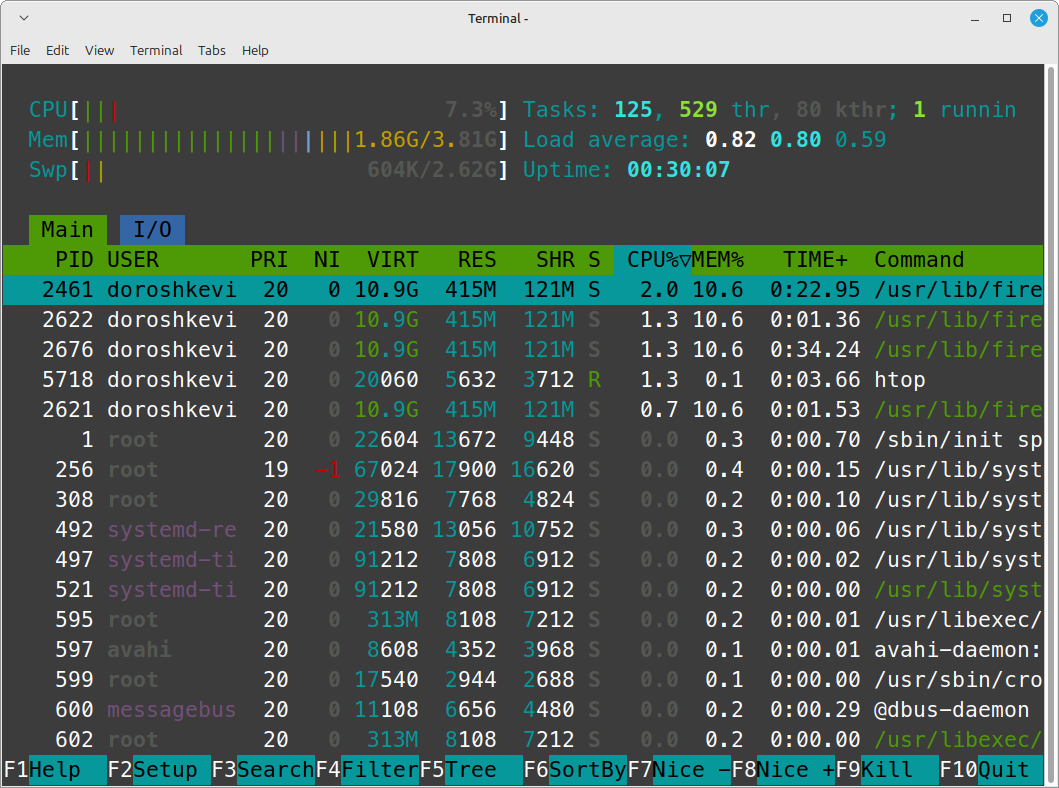 Terminal -
File Edit View Terminal Tabs Help
CPU[||| 7.3%] Tasks: 125, 529 thr, 80 kthr; 1 runnin
Mem[|||||||||||||||||||||1.86G/3.81G] Load average: 0.82 0.80 0.59
Swp[|| 604K/2.62G] Uptime: 00:30:07
Main I/O
PID USER PRI NI VIRT RES SHR S CPU%▽MEM% TIME+ Command
2461 doroshkevi 20 0 10.9G 415M 121M S 2.0 10.6 0:22.95 /usr/lib/fire
2622 doroshkevi 20 0 10.9G 415M 121M S 1.3 10.6 0:01.36 /usr/lib/fire
2676 doroshkevi 20 0 10.9G 415M 121M S 1.3 10.6 0:34.24 /usr/lib/fire
5718 doroshkevi 20 0 20060 5632 3712 R 1.3 0.1 0:03.66 htop
2621 doroshkevi 20 0 10.9G 415M 121M S 0.7 10.6 0:01.53 /usr/lib/fire
1 root 20 0 22604 13672 9448 S 0.0 0.3 0:00.70 /sbin/init sp
256 root 19 -1 67024 17900 16620 S 0.0 0.4 0:00.15 /usr/lib/syst
308 root 20 0 29816 7768 4824 S 0.0 0.2 0:00.10 /usr/lib/syst
492 systemd-re 20 0 21580 13056 10752 S 0.0 0.3 0:00.06 /usr/lib/syst
497 systemd-ti 20 0 91212 7808 6912 S 0.0 0.2 0:00.02 /usr/lib/syst
521 systemd-ti 20 0 91212 7808 6912 S 0.0 0.2 0:00.00 /usr/lib/syst
595 root 20 0 313M 8108 7212 S 0.0 0.2 0:00.01 /usr/libexec/
597 avahi 20 0 8608 4352 3968 S 0.0 0.1 0:00.01 avahi-daemon:
599 root 20 0 17540 2944 2688 S 0.0 0.1 0:00.00 /usr/sbin/cro
600 messagebus 20 0 11108 6656 4480 S 0.0 0.2 0:00.29 @dbus-daemon
602 root 20 0 313M 8108 7212 S 0.0 0.2 0:00.00 /usr/libexec/
F1Help F2Setup F3SearchF4FilterF5Tree F6SortByF7Nice -F8Nice +F9Kill F10Quit